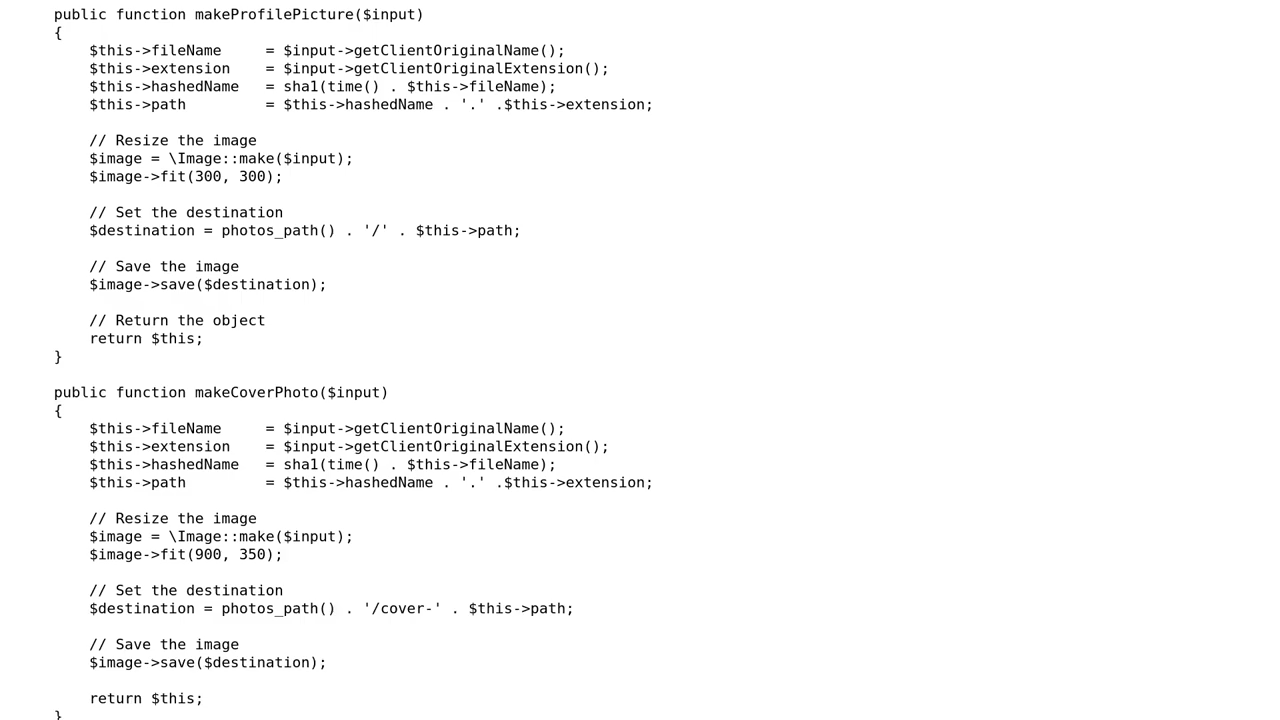 public function makeProfilePicture($input)
{
    $this->fileName     = $input->getClientOriginalName();
    $this->extension    = $input->getClientOriginalExtension();
    $this->hashedName   = sha1(time() . $this->fileName);
    $this->path         = $this->hashedName . '.' .$this->extension;

    // Resize the image
    $image = \Image::make($input);
    $image->fit(300, 300);

    // Set the destination
    $destination = photos_path() . '/' . $this->path;

    // Save the image
    $image->save($destination);

    // Return the object
    return $this;
}

public function makeCoverPhoto($input)
{
    $this->fileName     = $input->getClientOriginalName();
    $this->extension    = $input->getClientOriginalExtension();
    $this->hashedName   = sha1(time() . $this->fileName);
    $this->path         = $this->hashedName . '.' .$this->extension;

    // Resize the image
    $image = \Image::make($input);
    $image->fit(900, 350);

    // Set the destination
    $destination = photos_path() . '/cover-' . $this->path;

    // Save the image
    $image->save($destination);

    return $this;
}